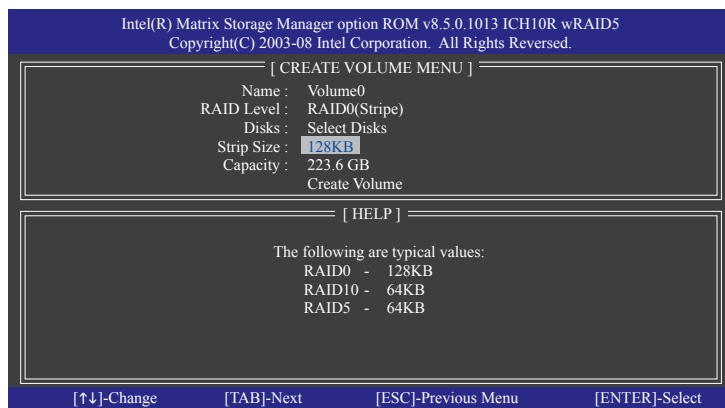 Intel(R) Matrix Storage Manager option ROM v8.5.0.1013 ICH10R wRAID5
Copyright(C) 2003-08 Intel Corporation. All Rights Reversed.
[ CREATE VOLUME MENU ]
Name : Volume0
RAID Level : RAID0(Stripe)
Disks : Select Disks
Strip Size : 128KB
Capacity : 223.6 GB
Create Volume
[ HELP ]
The following are typical values:
RAID0 - 128KB
RAID10 - 64KB
RAID5 - 64KB
[↑↓]-Change [TAB]-Next [ESC]-Previous Menu [ENTER]-Select